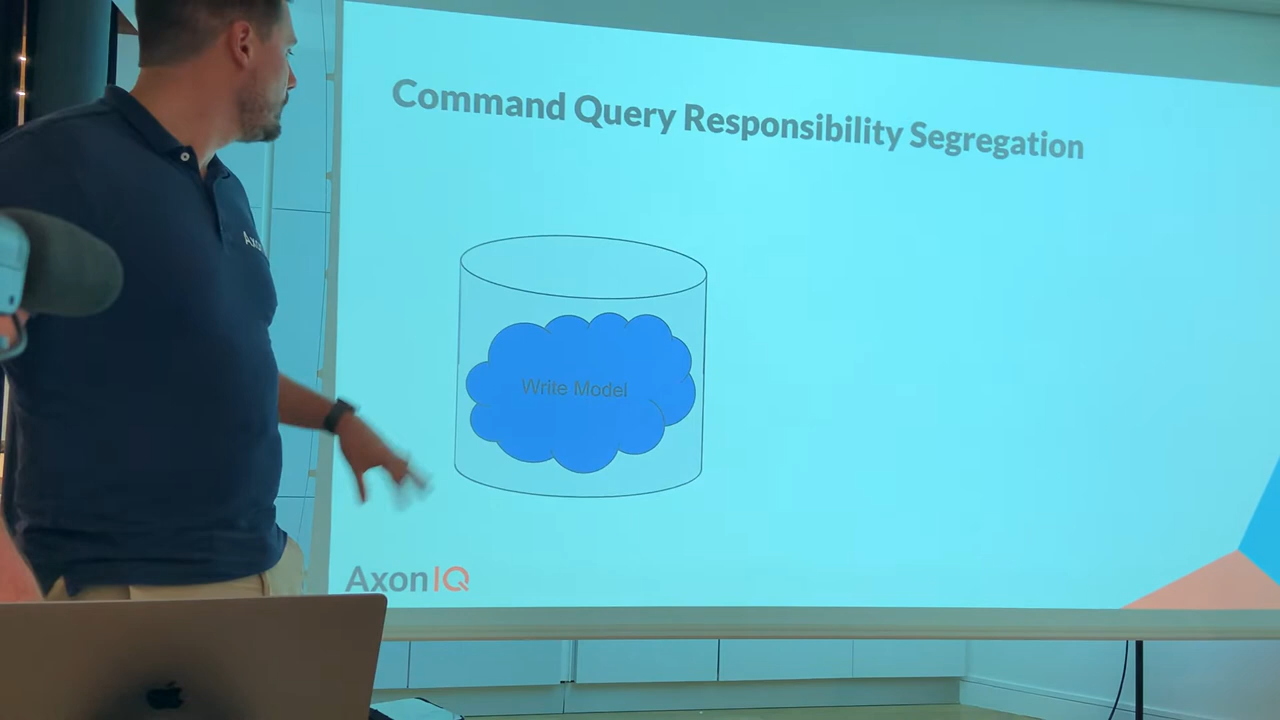 Command Query Responsibility Segregation
Write Model
AxonIQ